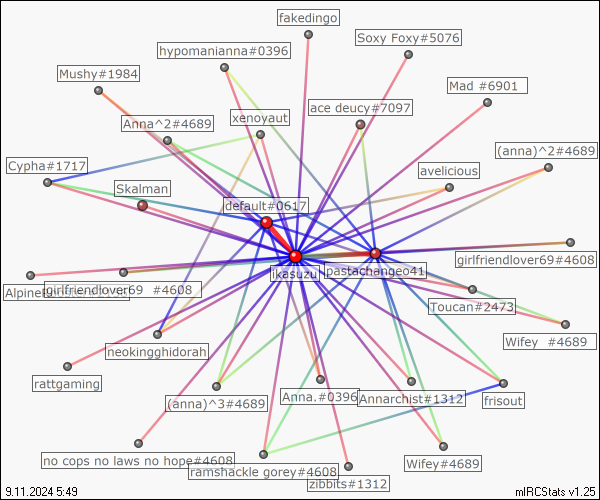 fakedingo
Soxy Foxy#5076
hypomanianna#0396
Mushy#1984
Mad #6901
ace deucy#7097
xenoyaut
Anna^2#4689
(anna)^2#4689
Cypha#1717
avelicious
Skalman
default#0617
girlfriendlover69#4608
ikasuzu
pastachangeo41
girlfriendlover69 #4608
Toucan#2473
Wifey #4689
neokingghidorah
rattgaming
Anna.#0396
Annarchist#1312
frisout
(anna)^3#4689
no cops no laws no hope#4608
Wifey#4689
ramshackle gorey#4608
zibbits#1312
9.11.2024 5:49
mIRCStats v1.25